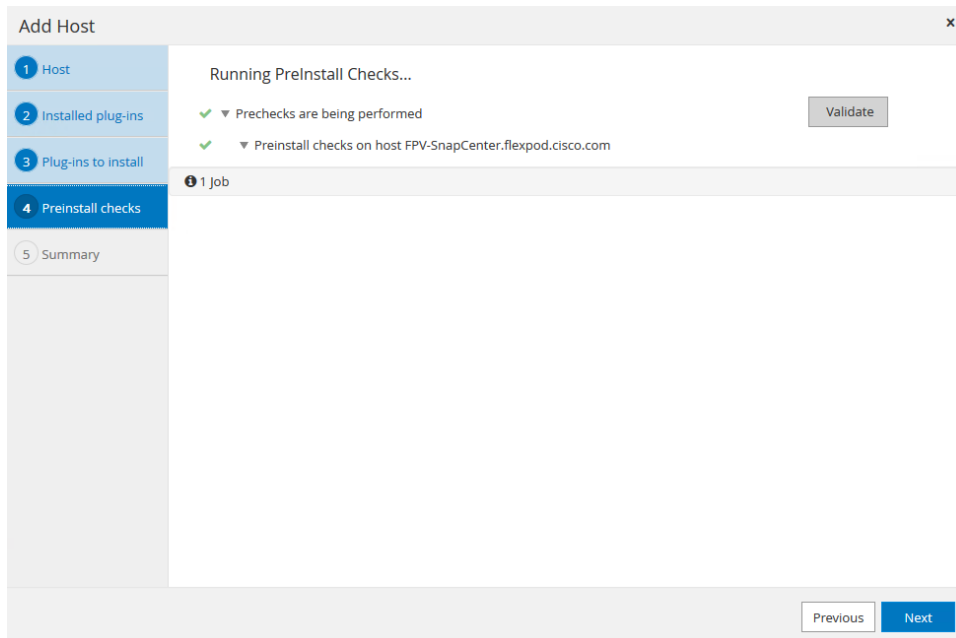 Add Host
x
1 Host
2 Installed plug-ins
3 Plug-ins to install
4 Preinstall checks
5 Summary
Running PreInstall Checks...
Prechecks are being performed
Validate
Preinstall checks on host FPV-SnapCenter.flexpod.cisco.com
1 Job
Previous
Next